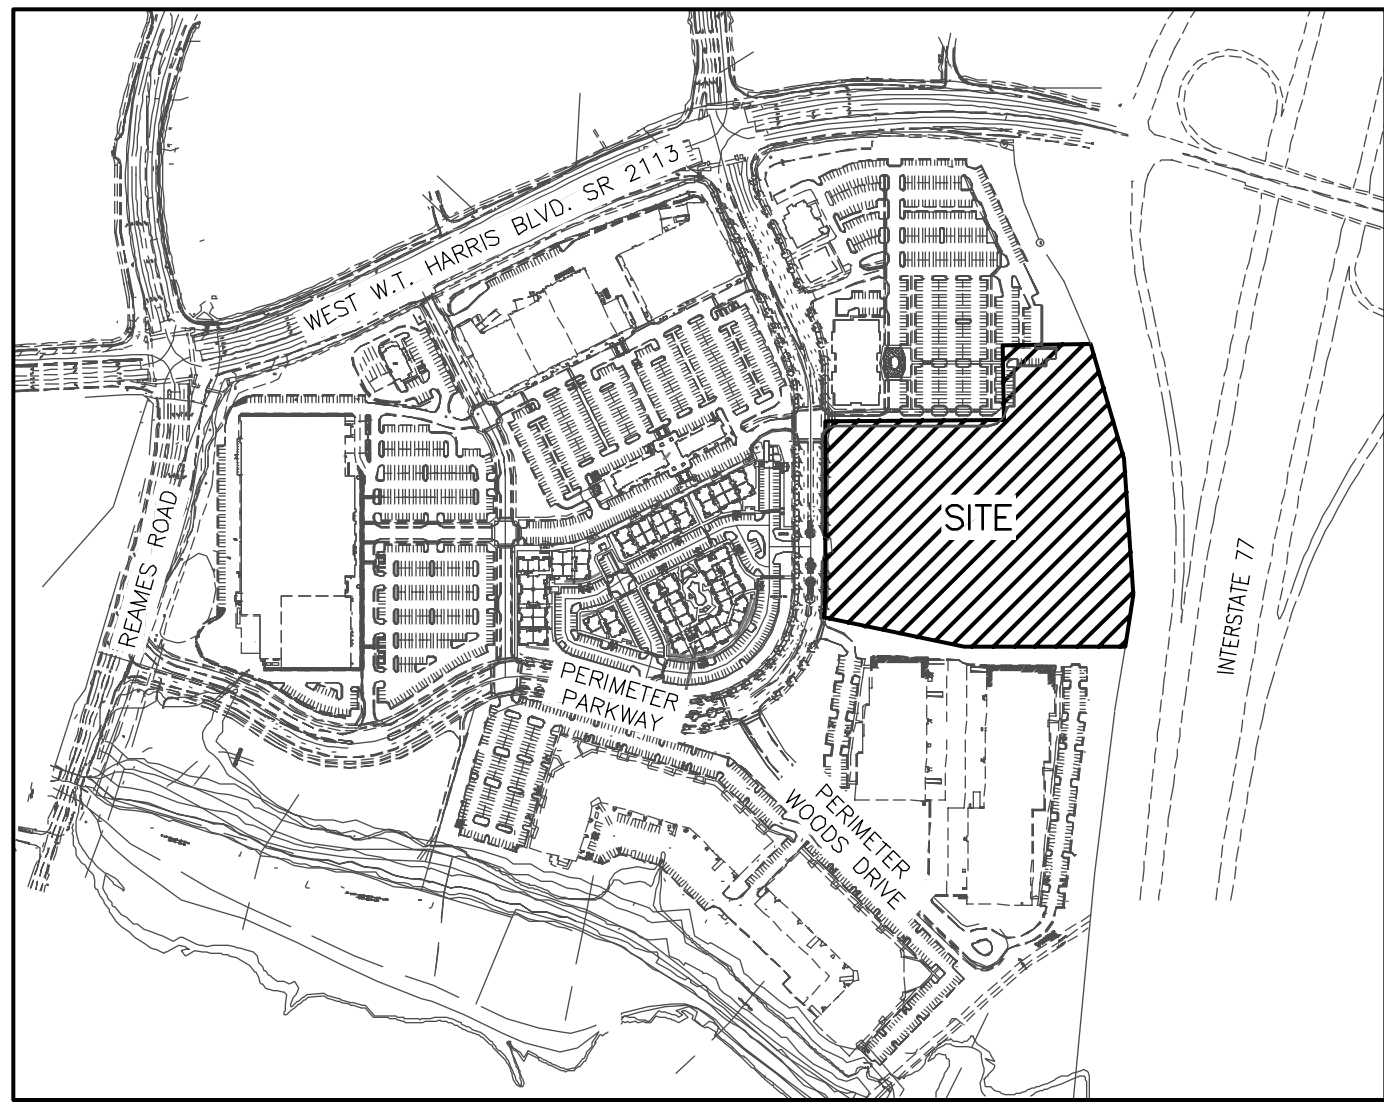 WEST W.T. HARRIS BLVD. SR 2113
REAMES ROAD
SITE
INTERSTATE 77
PERIMETER
PARKWAY
PERIMETER
WOODS DRIVE